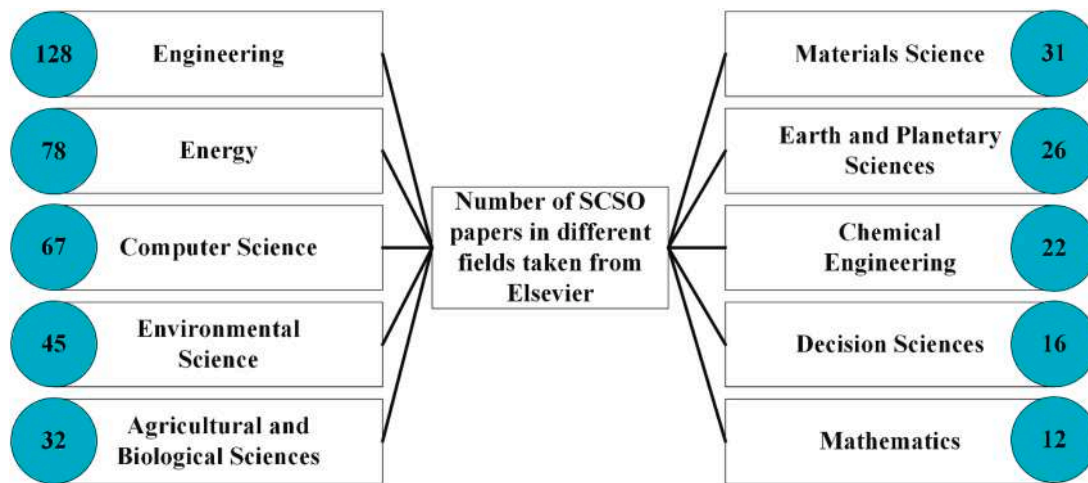 128
Engineering
78
Energy
67
Computer Science
45
Environmental
Science
32
Agricultural and
Biological Sciences
Number of SCSO
papers in different
fields taken from
Elsevier
Materials Science
31
Earth and Planetary
Sciences
26
Chemical
Engineering
22
Decision Sciences
16
Mathematics
12